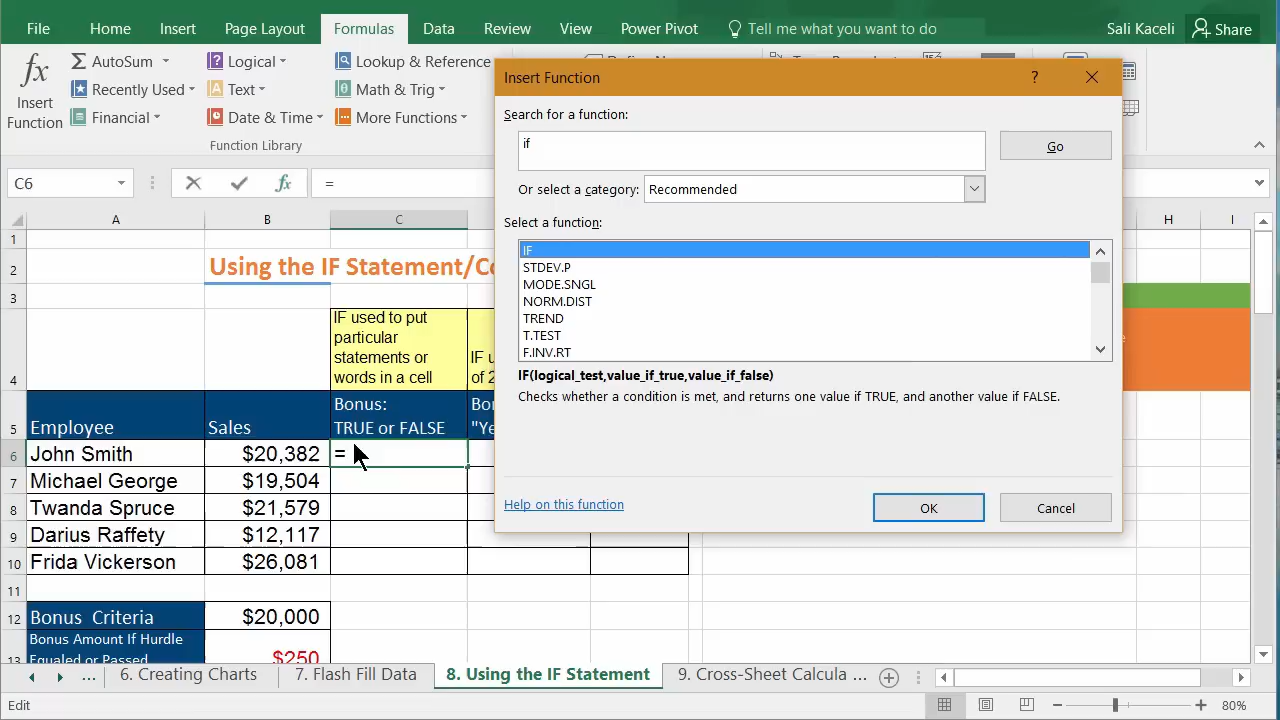 File Home Insert Page Layout Formulas Data Review View Power Pivot Tell me what you want to do Sali Kaceli Share
fx Insert Function
AutoSum
Recently Used
Financial
Logical
Text
Date & Time
Lookup & Reference
Math & Trig
More Functions
Function Library
C6 fx =
Insert Function ?
Search for a function:
if
Go
Or select a category: Recommended
Select a function:
IF
STDEV.P
MODE.SNGL
NORM.DIST
TREND
T.TEST
F.INV.RT
IF(logical_test,value_if_true,value_if_false)
Checks whether a condition is met, and returns one value if TRUE, and another value if FALSE.
Help on this function
OK Cancel
A B C H I
1
2 Using the IF Statement/Co
3
4 IF used to put
particular
statements or
words in a cell
IF u
of 2
5 Employee Sales Bonus:
TRUE or FALSE
Bon
"Ye
6 John Smith $20,382 =
7 Michael George $19,504
8 Twanda Spruce $21,579
9 Darius Raffety $12,117
10 Frida Vickerson $26,081
11
12 Bonus Criteria $20,000
13 Bonus Amount If Hurdle
Equaled or Passed $250
... 6. Creating Charts 7. Flash Fill Data 8. Using the IF Statement 9. Cross-Sheet Calcula ...
Edit 80%